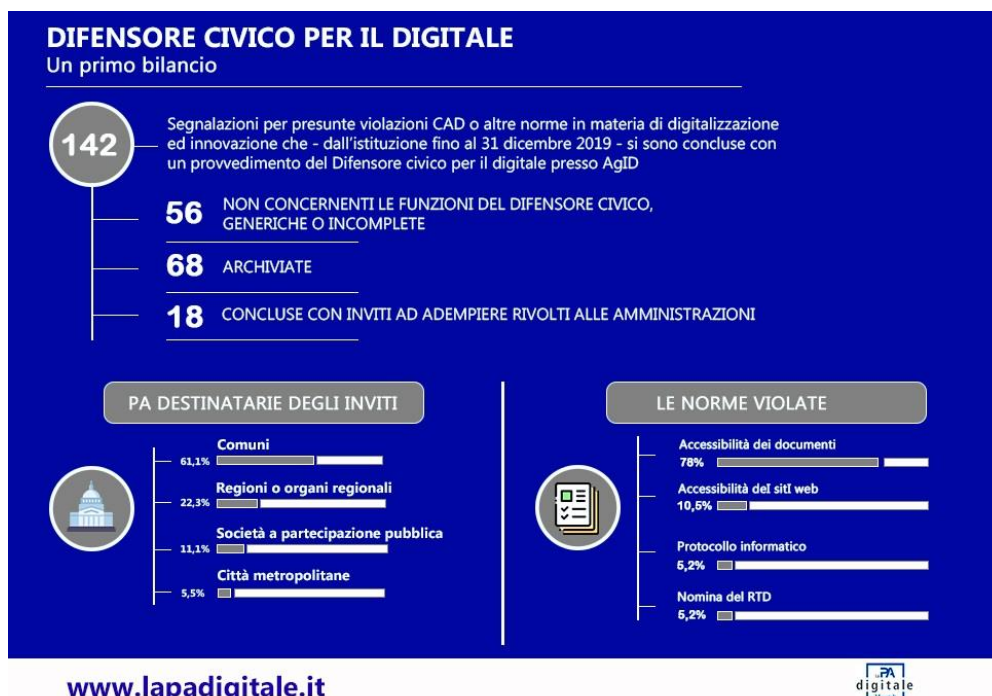 DIFENSORE CIVICO PER IL DIGITALE
Un primo bilancio
142
Segnalazioni per presunte violazioni CAD o altre norme in materia di digitalizzazione
ed innovazione che - dall'istituzione fino al 31 dicembre 2019 - si sono concluse con
un provvedimento del Difensore civico per il digitale presso AgID
56 NON CONCERNENTI LE FUNZIONI DEL DIFENSORE CIVICO,
GENERICHE O INCOMPLETE
68 ARCHIVIATE
18 CONCLUSE CON INVITI AD ADEMPIERE RIVOLTI ALLE AMMINISTRAZIONI
PA DESTINATARIE DEGLI INVITI
Comuni
61,1%
Regioni o organi regionali
22,3%
Società a partecipazione pubblica
11,1%
Città metropolitane
5,5%
LE NORME VIOLATE
Accessibilità dei documenti
78%
Accessibilità deI sitI web
10,5%
Protocollo informatico
5,2%
Nomina del RTD
5,2%
www.lapadigitale.it
PA
digitale